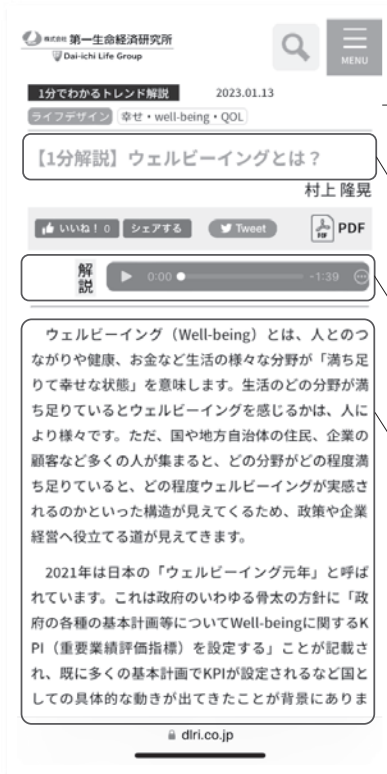 株式会社 第一生命経済研究所
Dai-ichi Life Group
MENU
1分でわかるトレンド解説 2023.01.13
ライフデザイン 幸せ・well-being・QOL
【1分解説】ウェルビーイングとは？
村上 隆晃
いいね！ 0 シェアする Tweet PDF PDF
解説 0:00 -1:39
ウェルビーイング（Well-being）とは、人とのつ
ながりや健康、お金など生活の様々な分野が「満ち足
りて幸せな状態」を意味します。生活のどの分野が満
ち足りているとウェルビーイングを感じるかは、人に
より様々です。ただ、国や地方自治体の住民、企業の
顧客など多くの人が集まると、どの分野がどの程度満
ち足りていると、どの程度ウェルビーイングが実感さ
れるのかといった構造が見えてくるため、政策や企業
経営へ役立てる道が見えてきます。
2021年は日本の「ウェルビーイング元年」と呼ば
れています。これは政府のいわゆる骨太の方針に「政
府の各種の基本計画等についてWell-beingに関するK
PI（重要業績評価指標）を設定する」ことが記載さ
れ、既に多くの基本計画でKPIが設定されるなど国と
しての具体的な動きが出てきたことが背景にありま
dlri.co.jp